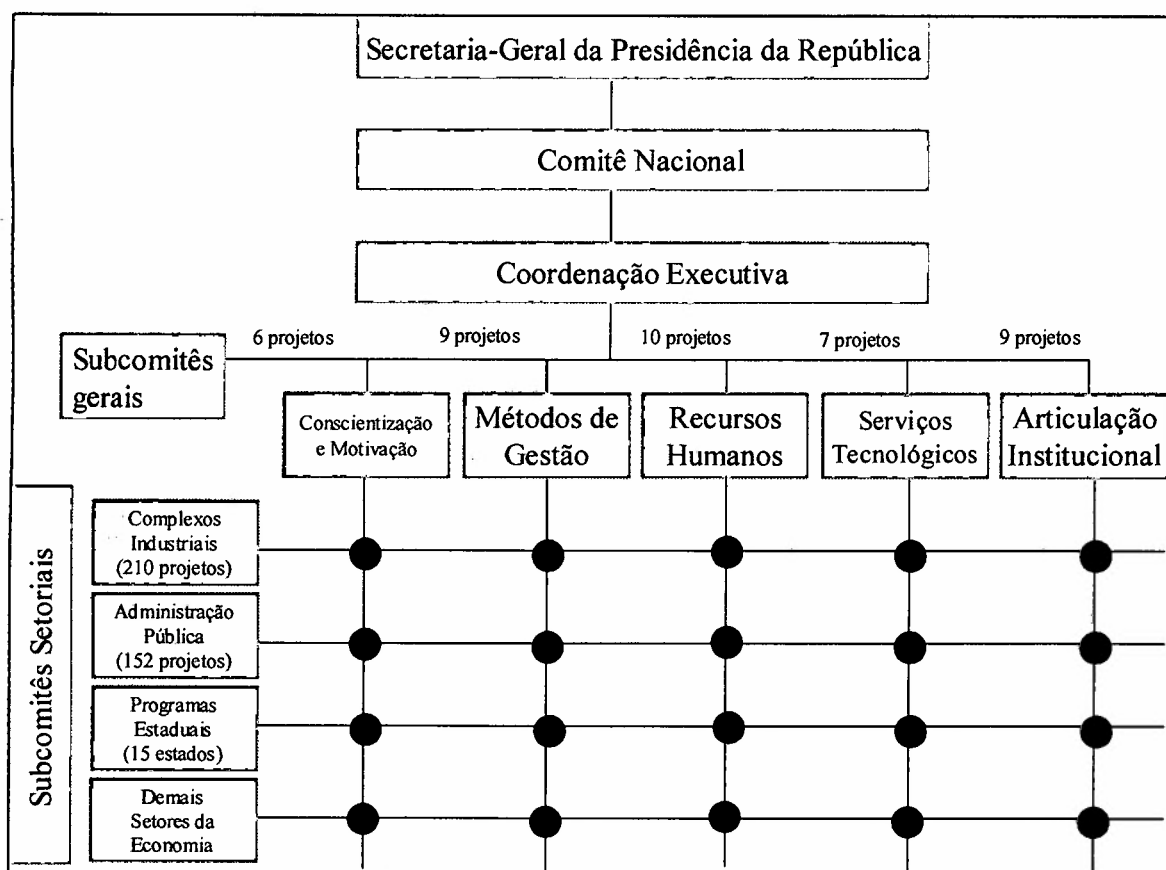 Secretaria-Geral da Presidência da República
Comitê Nacional
Coordenação Executiva
6 projetos
9 projetos
10 projetos
7 projetos
9 projetos
Subcomitês
gerais
Conscientização
e Motivação
Métodos de
Gestão
Recursos
Humanos
Serviços
Tecnológicos
Articulação
Institucional
Subcomitês Setoriais
Complexos
Industriais
(210 projetos)
Administração
Pública
(152 projetos)
Programas
Estaduais
(15 estados)
Demais
Setores da
Economia